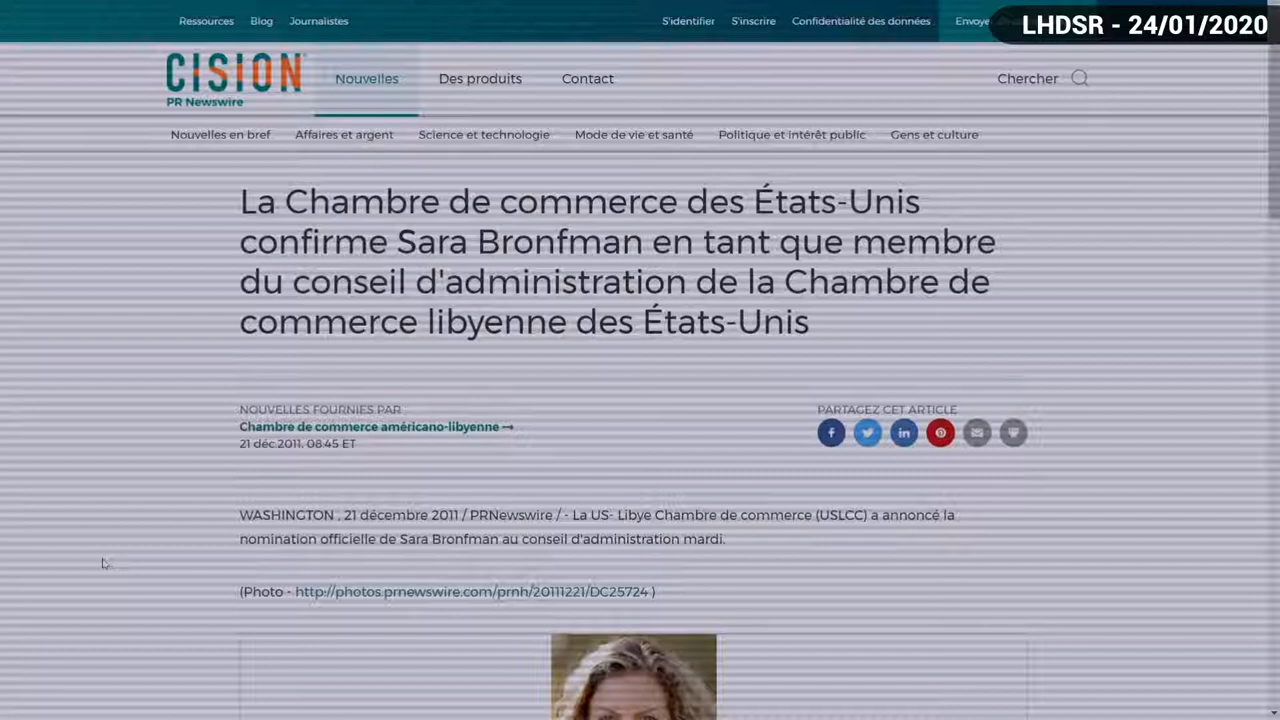 Ressources Blog Journalistes S'identifier S'inscrire Confidentialité des données Envoye
LHDSR - 24/01/2020
CISION
PR Newswire
Nouvelles Des produits Contact Chercher
Nouvelles en bref Affaires et argent Science et technologie Mode de vie et santé Politique et intérêt public Gens et culture
La Chambre de commerce des États-Unis
confirme Sara Bronfman en tant que membre
du conseil d'administration de la Chambre de
commerce libyenne des États-Unis
NOUVELLES FOURNIES PAR
Chambre de commerce américano-libyenne →
21 déc.2011, 08:45 ET
PARTAGEZ CET ARTICLE
WASHINGTON , 21 décembre 2011 / PRNewswire / - La US- Libye Chambre de commerce (USLCC) a annoncé la
nomination officielle de Sara Bronfman au conseil d'administration mardi.
(Photo - http://photos.prnewswire.com/prnh/20111221/DC25724 )